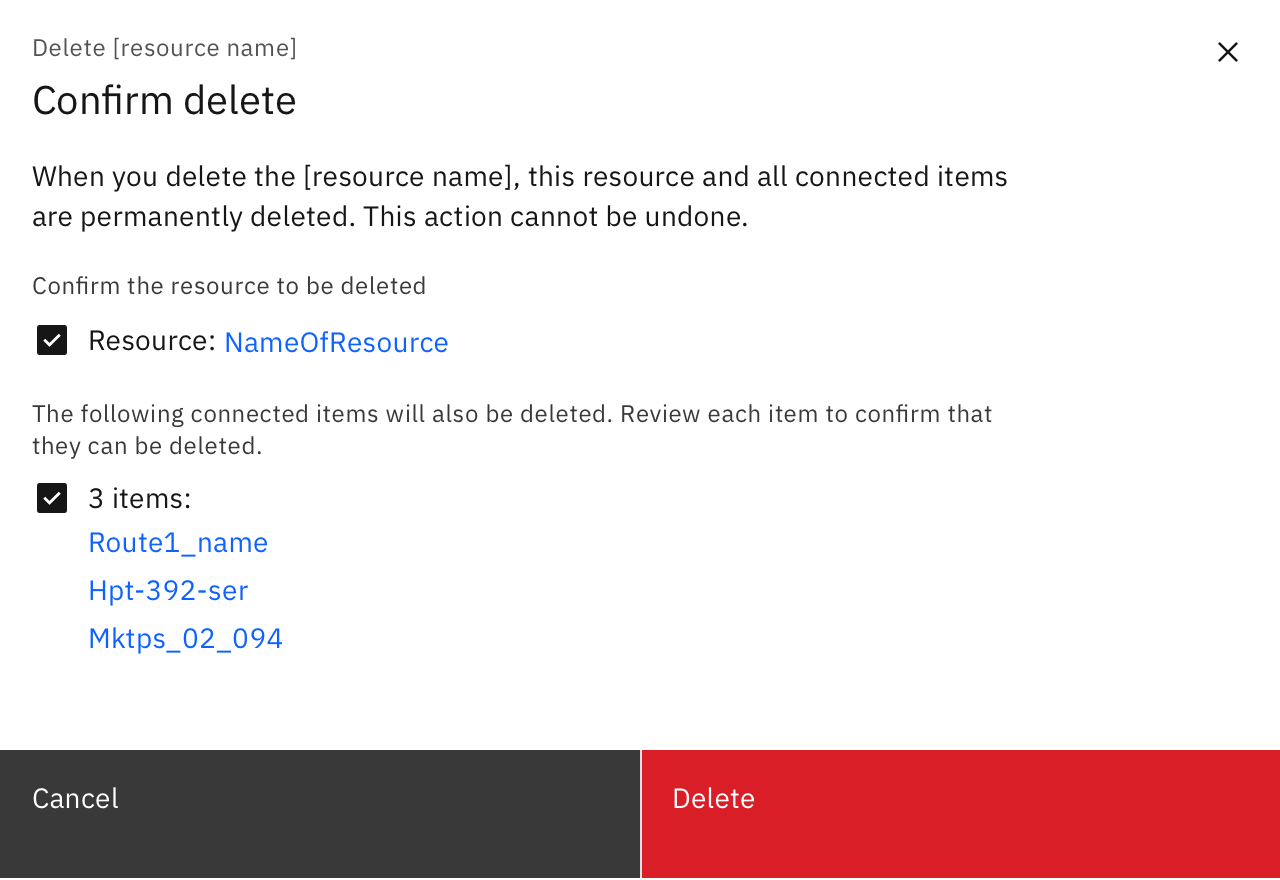 Delete [resource name]
Confirm delete
When you delete the [resource name], this resource and all connected items
are permanently deleted. This action cannot be undone.
Confirm the resource to be deleted
Resource: NameOfResource
The following connected items will also be deleted. Review each item to confirm that
they can be deleted.
3 items:
Route1_name
Hpt-392-ser
Mktps_02_094
Cancel
Delete